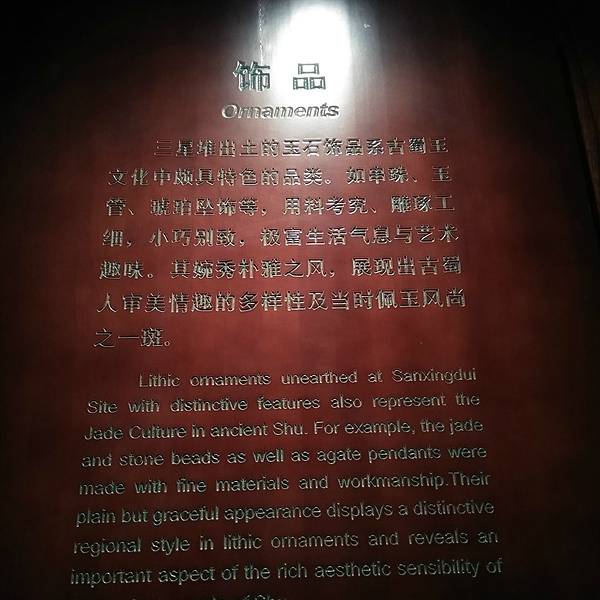 饰品
Ornaments
三星堆出土的玉石饰品系古蜀玉
文化中颇具特色的品类。如串珠、玉
管、琥珀坠饰等，用料考究、雕琢工
细，小巧别致，极富生活气息与艺术
趣味。其婉秀朴雅之风，展现出古蜀
人审美情趣的多样性及当时佩玉风尚
之一斑。
Lithic ornaments unearthed at Sanxingdui
Site with distinctive features also represent the
Jade Culture in ancient Shu. For example, the jade
and stone beads as well as agate pendants were
made with fine materials and workmanship.Their
plain but graceful appearance displays a distinctive
regional style in lithic ornaments and reveals an
important aspect of the rich aesthetic sensibility of